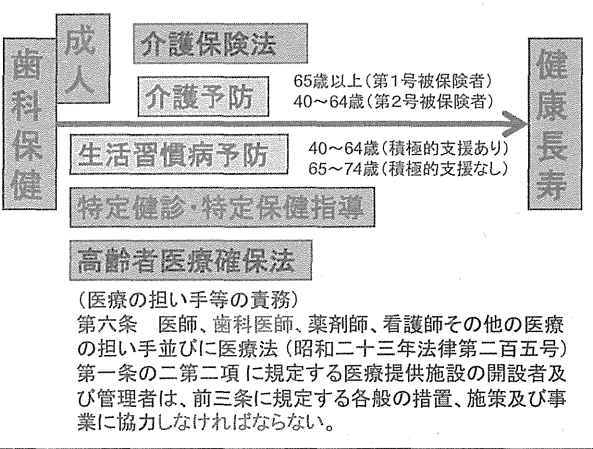 歯科保健
成人
介護保険法
介護予防
65歳以上(第1号被保険者)
40~64歳(第2号被保険者)
健康長寿
生活習慣病予防
40~64歳(積極的支援あり)
65~74歳(積極的支援なし)
特定健診・特定保健指導
高齢者医療確保法
(医療の担い手等の責務)
第六条 医師、歯科医師、薬剤師、看護師その他の医療
の担い手並びに医療法(昭和二十三年法律第二百五号)
第一条の二第二項に規定する医療提供施設の開設者及
び管理者は、前三条に規定する各般の措置、施策及び事
業に協力しなければならない。